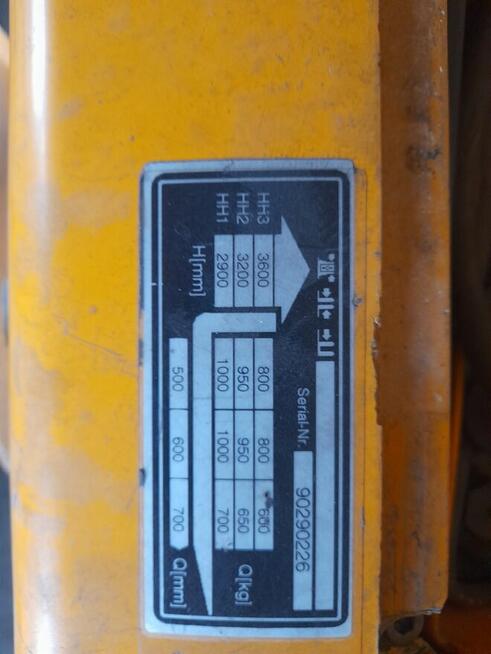 Serial-Nr. 90290226
HH3 3600 800 800 600
HH2 3200 950 950 650 Q[kg]
HH1 2900 1000 1000 700
H[mm]
500 600 700 Q[mm]